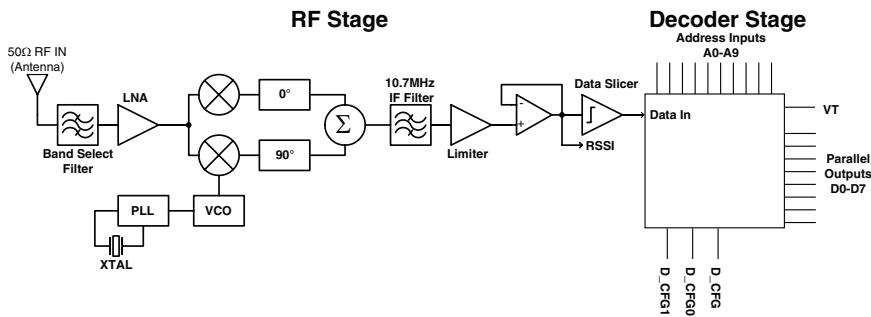 RF Stage
Decoder Stage
Address Inputs
A0-A9
50Ω RF IN
(Antenna)
LNA
0°
10.7MHz
IF Filter
Data Slicer
Σ
-
+
Data In
VT
Band Select
Filter
90°
Limiter
RSSI
Parallel
Outputs
D0-D7
PLL
VCO
XTAL
D_CFG1
D_CFG0
D_CFG